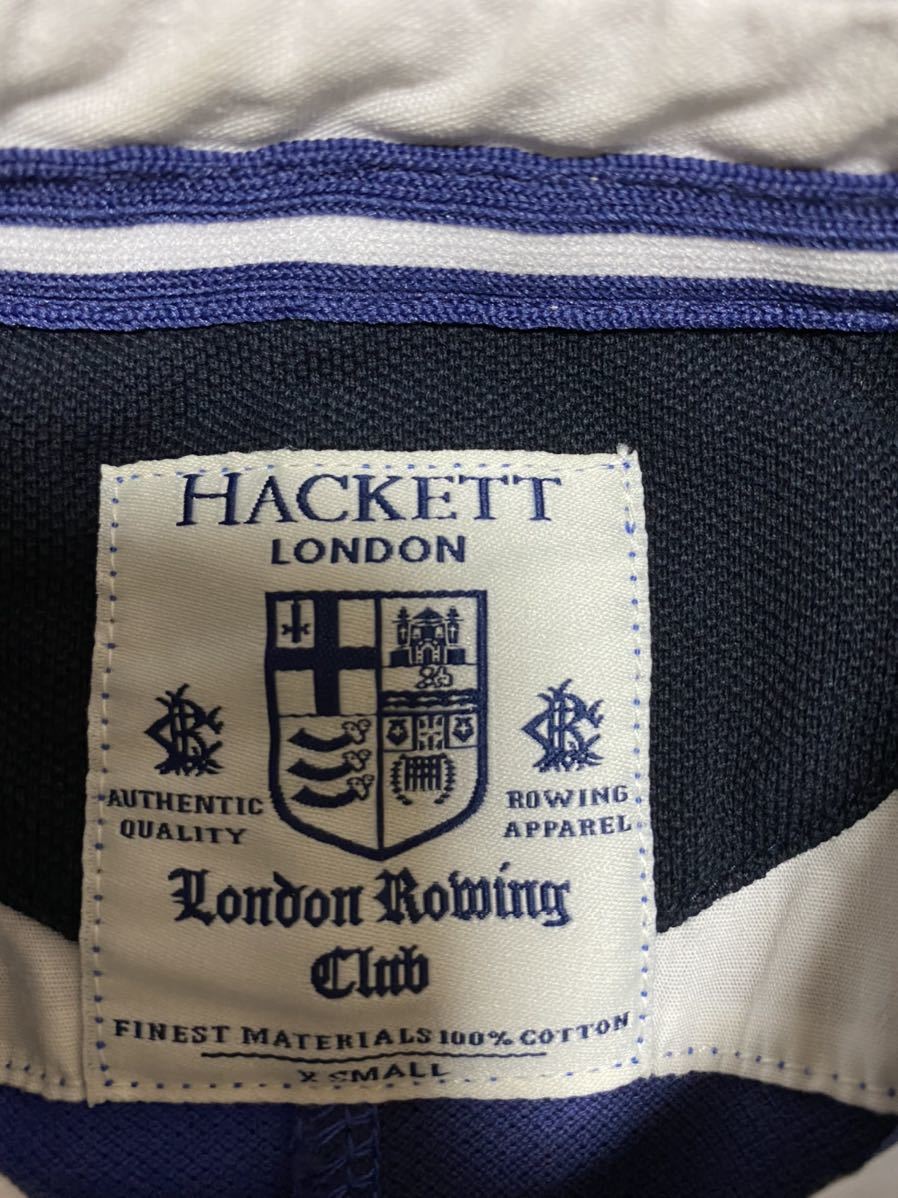 HACKETT
LONDON
AUTHENTIC
QUALITY
ROWING
APPAREL
London Rowing
Club
FINEST MATERIALS 100% COTTON
X SMALL